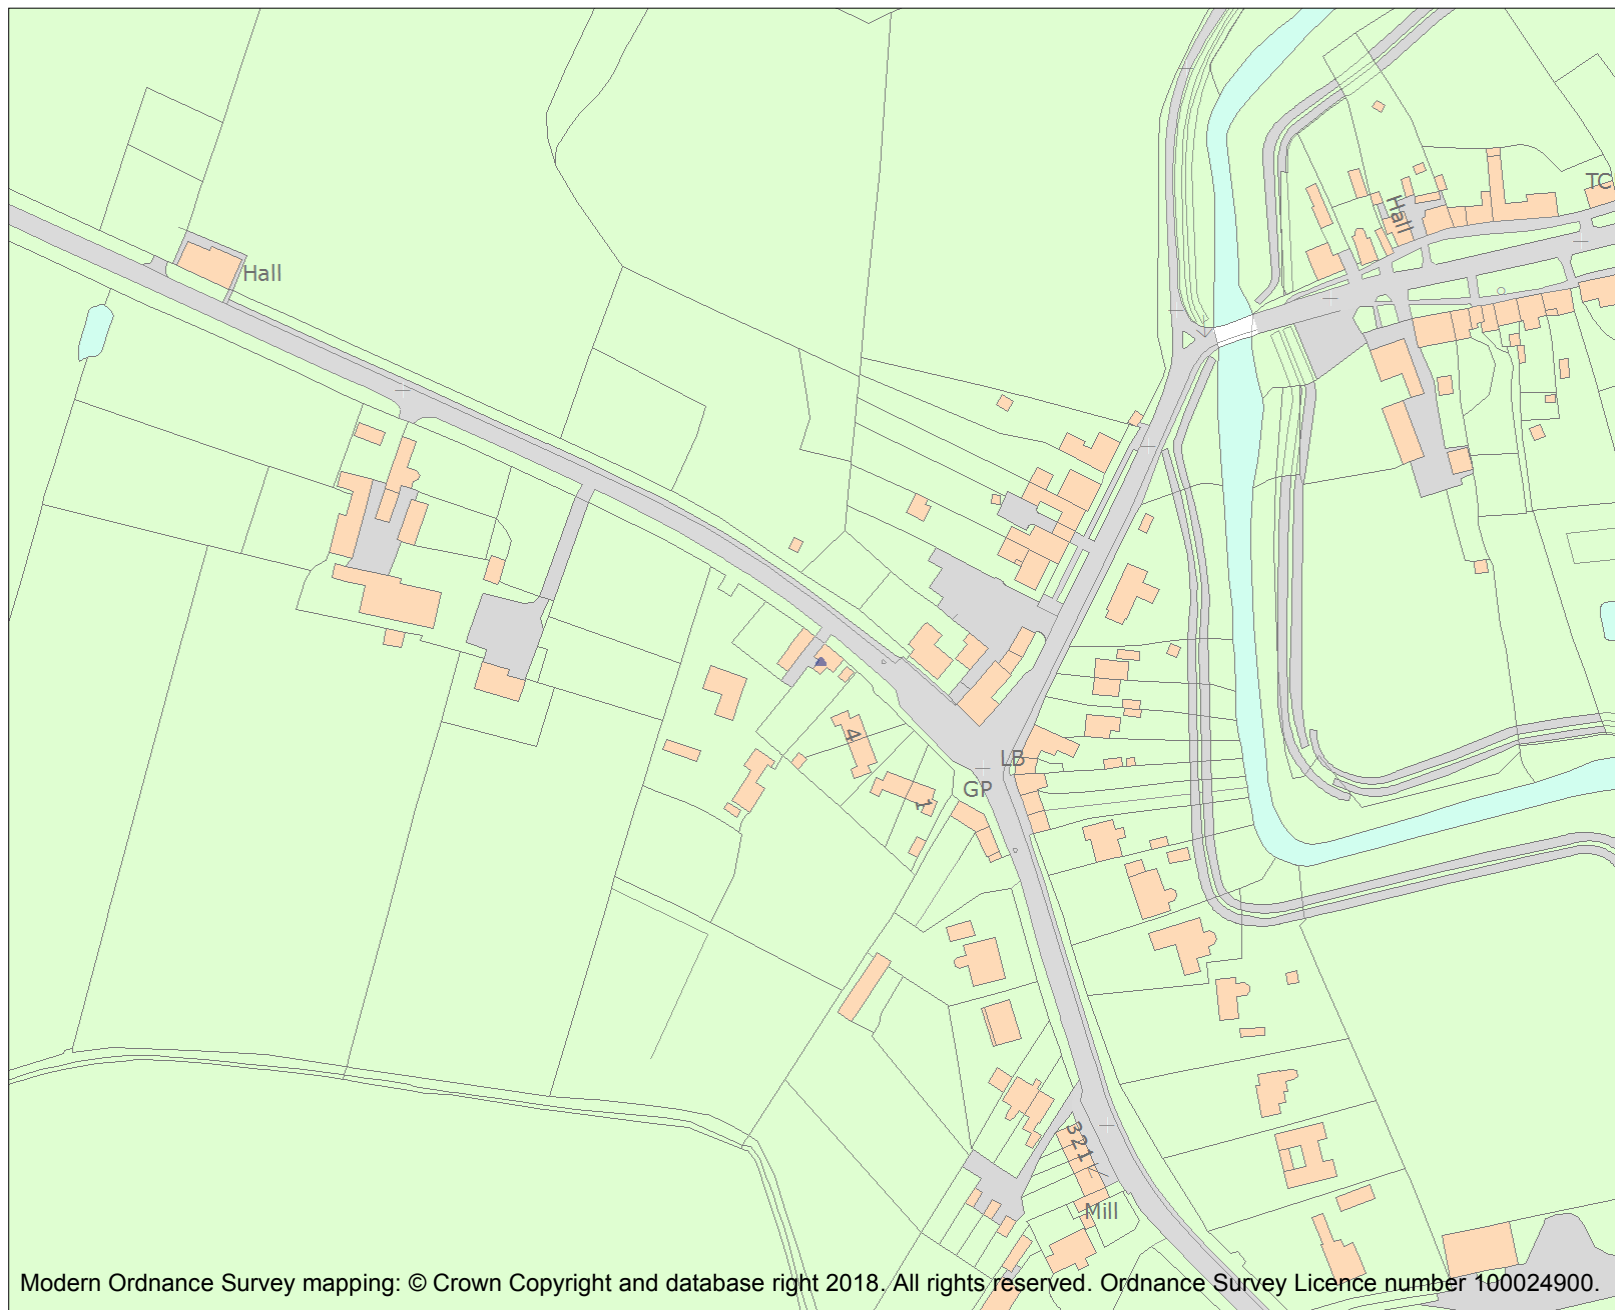 TC
Hall
Hall
4
1
LB
GP
321
Mill
Modern Ordnance Survey mapping: © Crown Copyright and database right 2018. All rights reserved. Ordnance Survey Licence number 100024900.